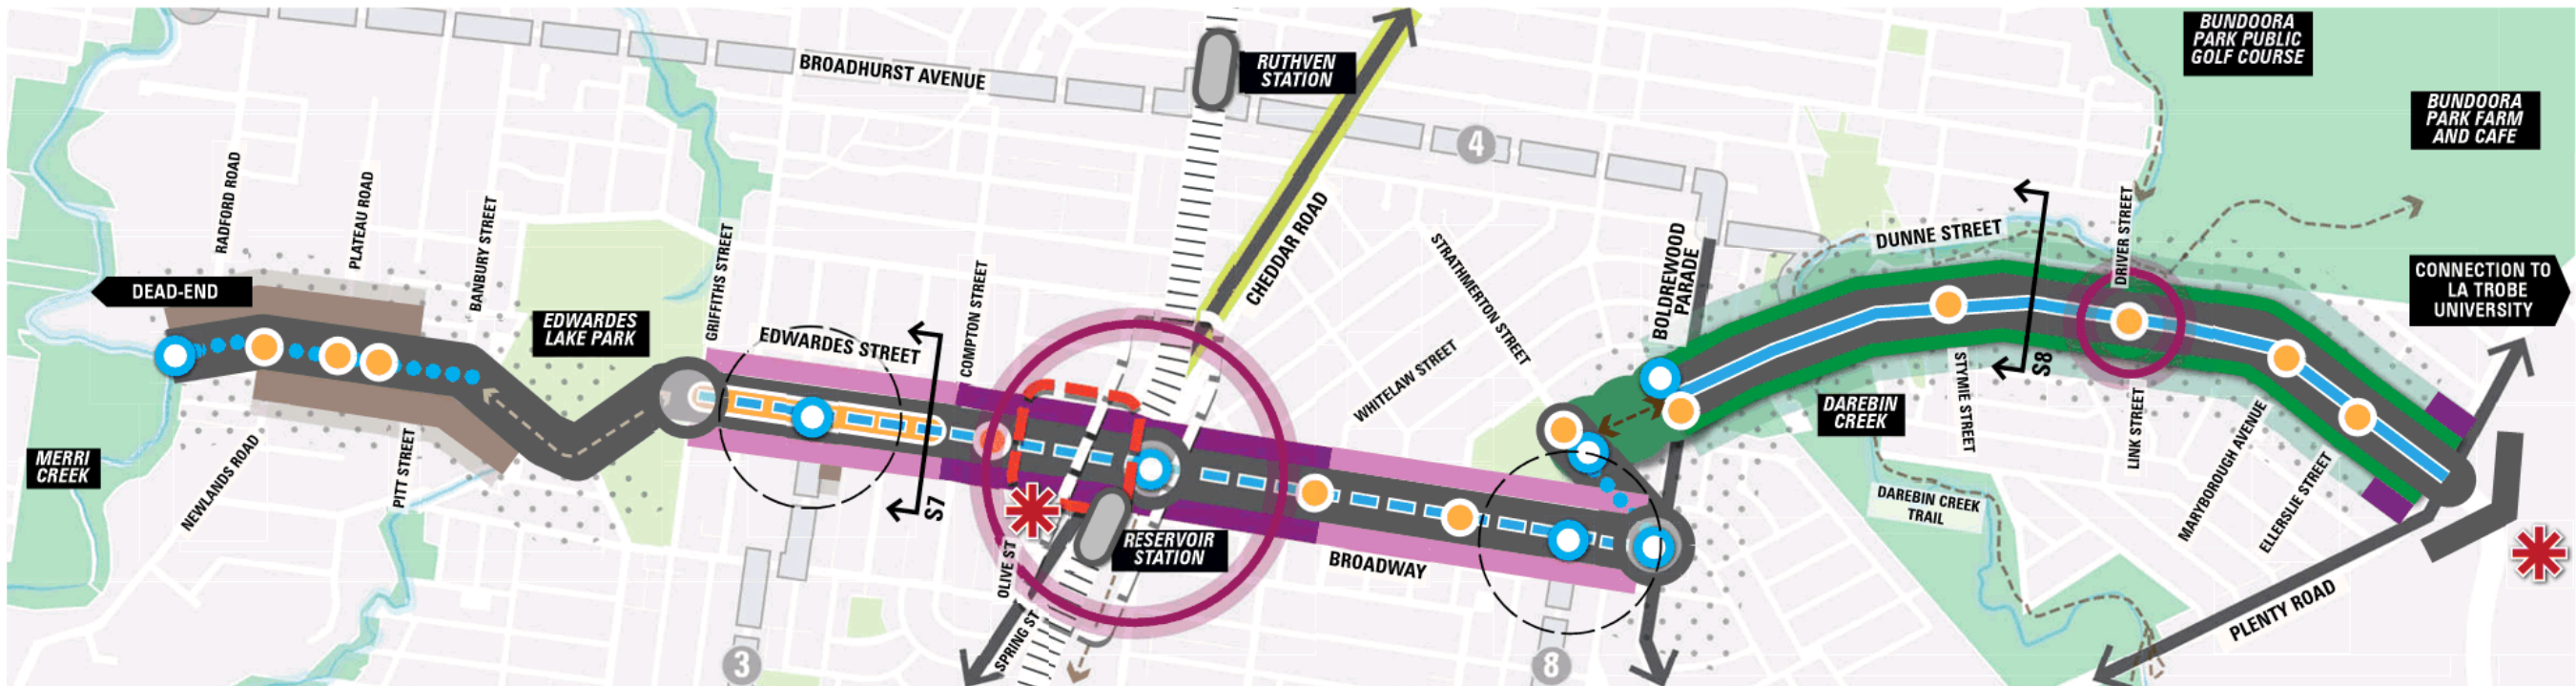 BROADHURST AVENUE
RUTHVEN
STATION
4
BUNDOORA
PARK PUBLIC
GOLF COURSE
BUNDOORA
PARK FARM
AND CAFE
RADFORD ROAD
PLATEAU ROAD
BANBURY STREET
GRIFFITHS STREET
COMPTON STREET
CHEDDAR ROAD
STRATHMERTON STREET
BOLDREWOOD
PARADE
DUNNE STREET
DRIVER STREET
CONNECTION TO
LA TROBE
UNIVERSITY
DEAD-END
EDWARDES
LAKE PARK
EDWARDES STREET
WHITELAW STREET
DAREBIN
CREEK
STYMIE STREET
S8
LINK STREET
MARYBOROUGH AVENUE
ELLERSLIE STREET
MERRI
CREEK
NEWLANDS ROAD
PITT STREET
S7
OLIVE ST
SPRING ST
RESERVOIR
STATION
BROADWAY
DAREBIN CREEK
TRAIL
PLENTY ROAD
3
8